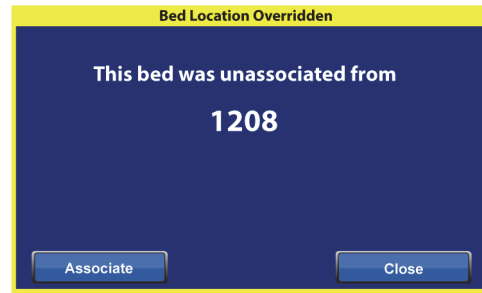 Bed Location Overridden
This bed was unassociated from
1208
Associate
Close